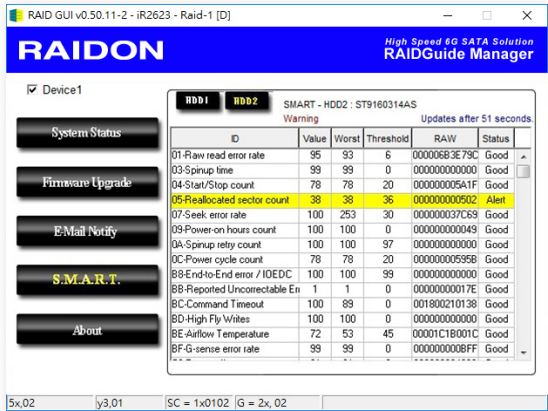 RAID GUI v0.50.11-2 - iR2623 - Raid-1 [D]
RAIDON
High Speed 6G SATA Solution
RAIDGuide Manager
Device1
System Status
Firmware Upgrade
E-Mail Notify
S.M.A.R.T.
About
HDD1 HDD2 SMART - HDD2 : ST9160314AS
Warning Updates after 51 seconds.
ID Value Worst Threshold RAW Status
01-Raw read error rate 95 93 6 000006B3E79C Good
03-Spinup time 99 99 0 000000000000 Good
04-Start/Stop count 78 78 20 000000005A1F Good
05-Reallocated sector count 38 38 36 000000000502 Alert
07-Seek error rate 100 253 30 000000037C69 Good
09-Power-on hours count 100 100 0 000000000049 Good
0A-Spinup retry count 100 100 97 000000000000 Good
0C-Power cycle count 78 78 20 00000000595B Good
B8-End-to-End error / IOEDC 100 100 99 000000000000 Good
BB-Reported Uncorrectable Err 1 1 0 00000000017E Good
BC-Command Timeout 100 89 0 001800210138 Good
BD-High Fly Writes 100 100 0 000000000000 Good
BE-Airflow Temperature 72 53 45 00001C1B001C Good
BF-G-sense error rate 99 99 0 000000000BFF Good
5x,02 y3,01 SC = 1x0102 G = 2x, 02